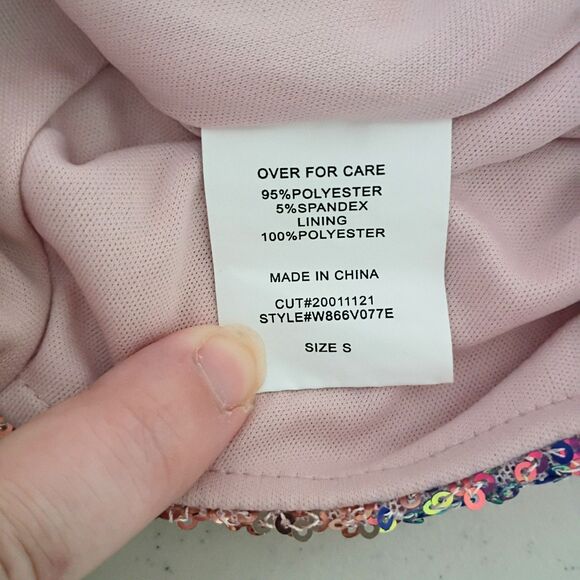 OVER FOR CARE
95%POLYESTER
5%SPANDEX
LINING
100%POLYESTER
MADE IN CHINA
CUT#20011121
STYLE#W866V077E
SIZE S